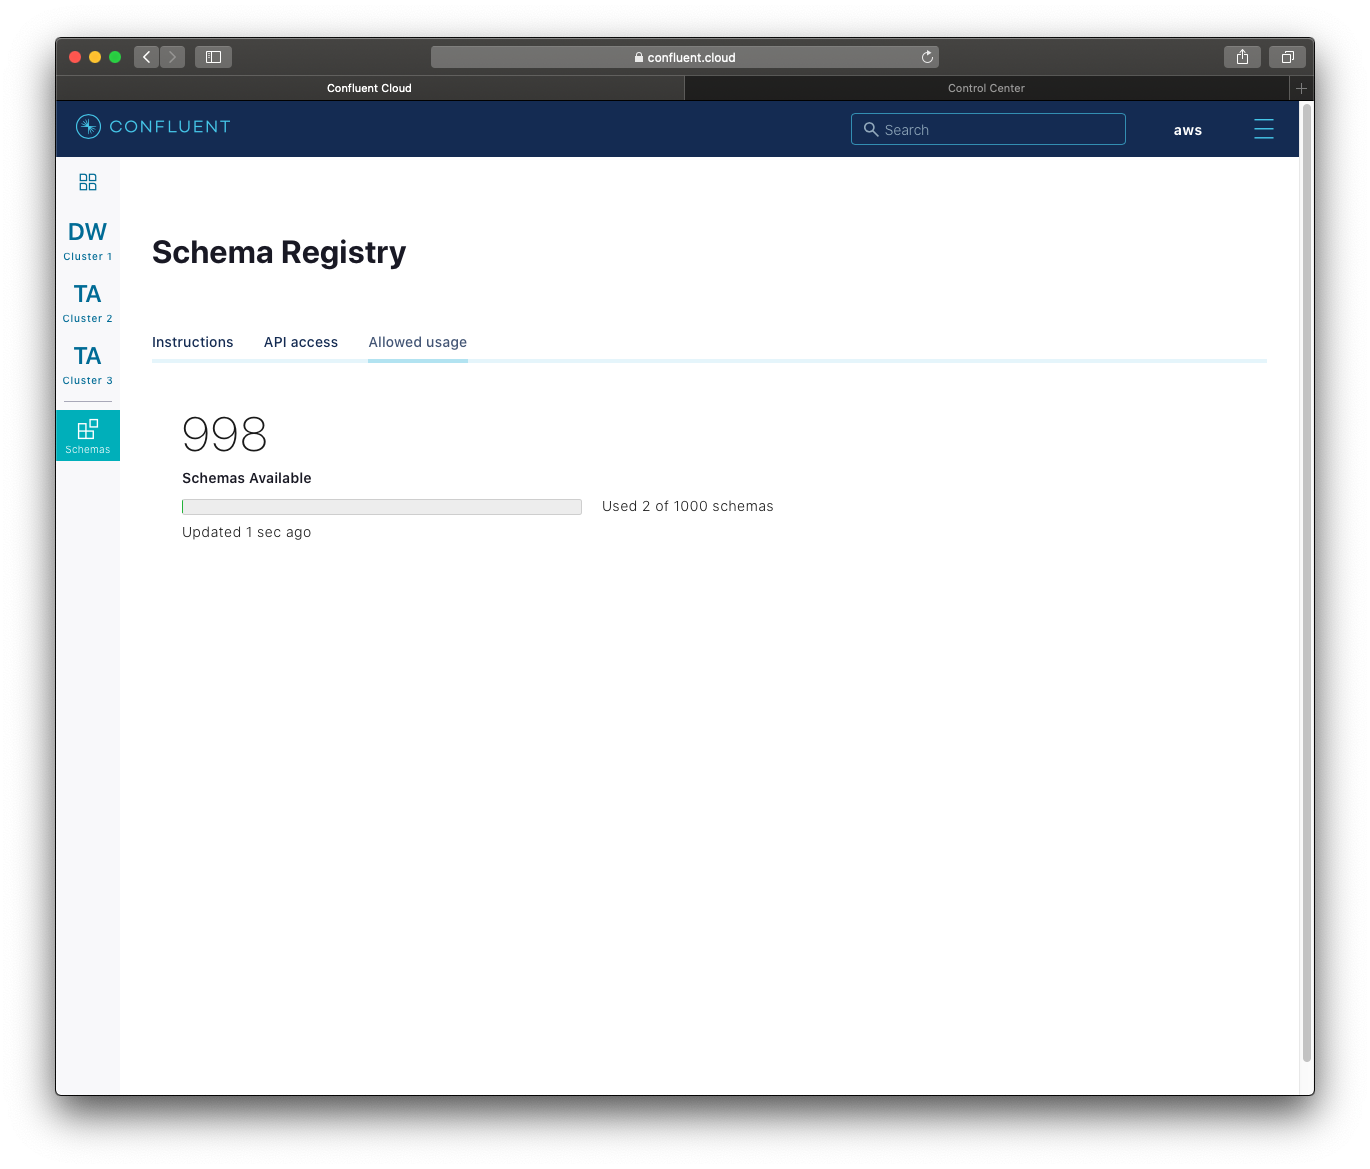 confluent.cloud
Confluent Cloud
Control Center
CONFLUENT
Search
aws
DW
Cluster 1
TA
Cluster 2
TA
Cluster 3
Schemas
Schema Registry
Instructions
API access
Allowed usage
998
Schemas Available
Used 2 of 1000 schemas
Updated 1 sec ago